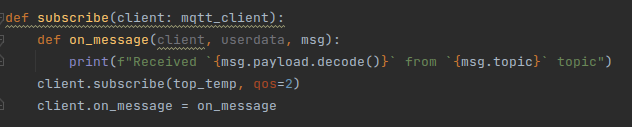 def subscribe(client: mqtt_client):
    def on_message(client, userdata, msg):
        print(f"Received `{msg.payload.decode()}` from `{msg.topic}` topic")
    client.subscribe(top_temp, qos=2)
    client.on_message = on_message